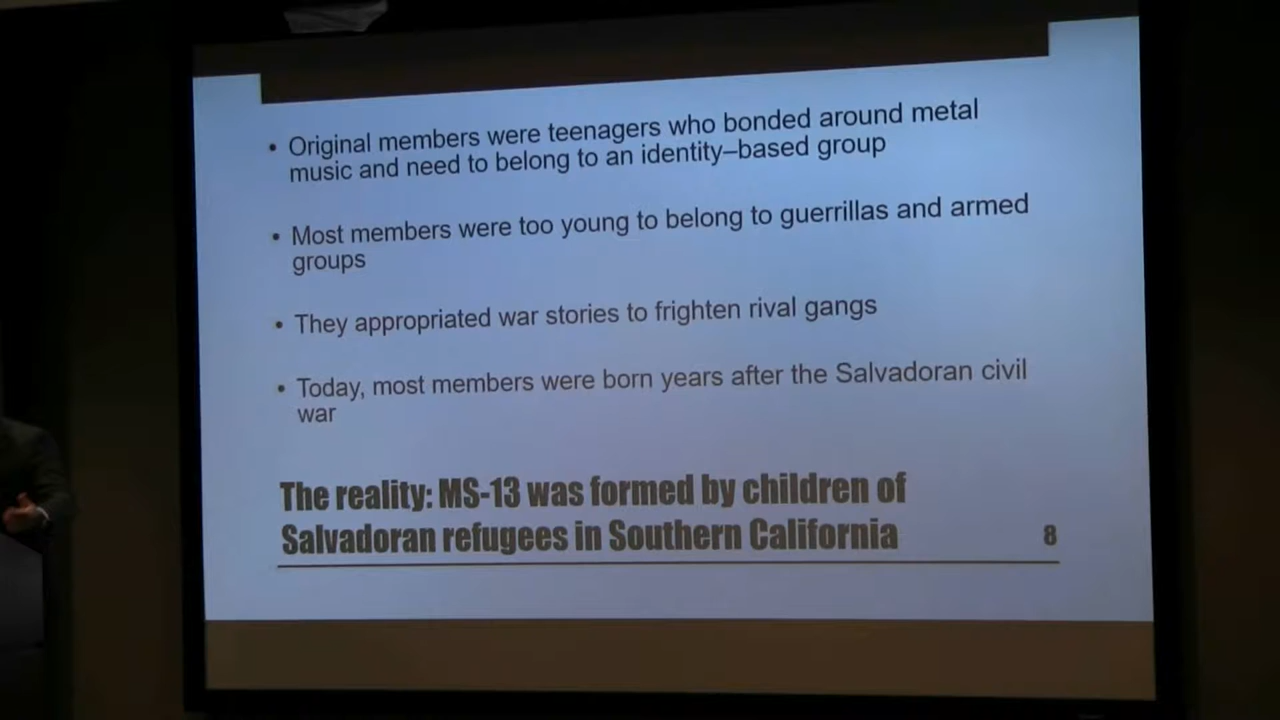 • Original members were teenagers who bonded around metal
music and need to belong to an identity–based group
• Most members were too young to belong to guerrillas and armed
groups
• They appropriated war stories to frighten rival gangs
• Today, most members were born years after the Salvadoran civil
war
The reality: MS-13 was formed by children of
Salvadoran refugees in Southern California
8